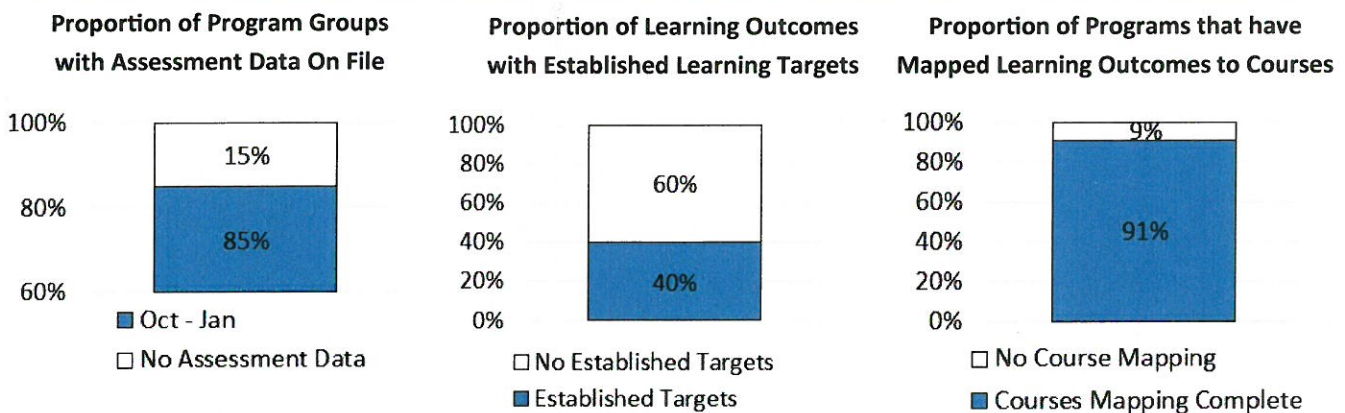 Proportion of Program Groups
with Assessment Data On File
100%
80%
60%
15%
85%
Oct - Jan
No Assessment Data
Proportion of Learning Outcomes
with Established Learning Targets
100%
80%
60%
40%
20%
0%
60%
40%
No Established Targets
Established Targets
Proportion of Programs that have
Mapped Learning Outcomes to Courses
100%
80%
60%
40%
20%
0%
9%
91%
No Course Mapping
Courses Mapping Complete